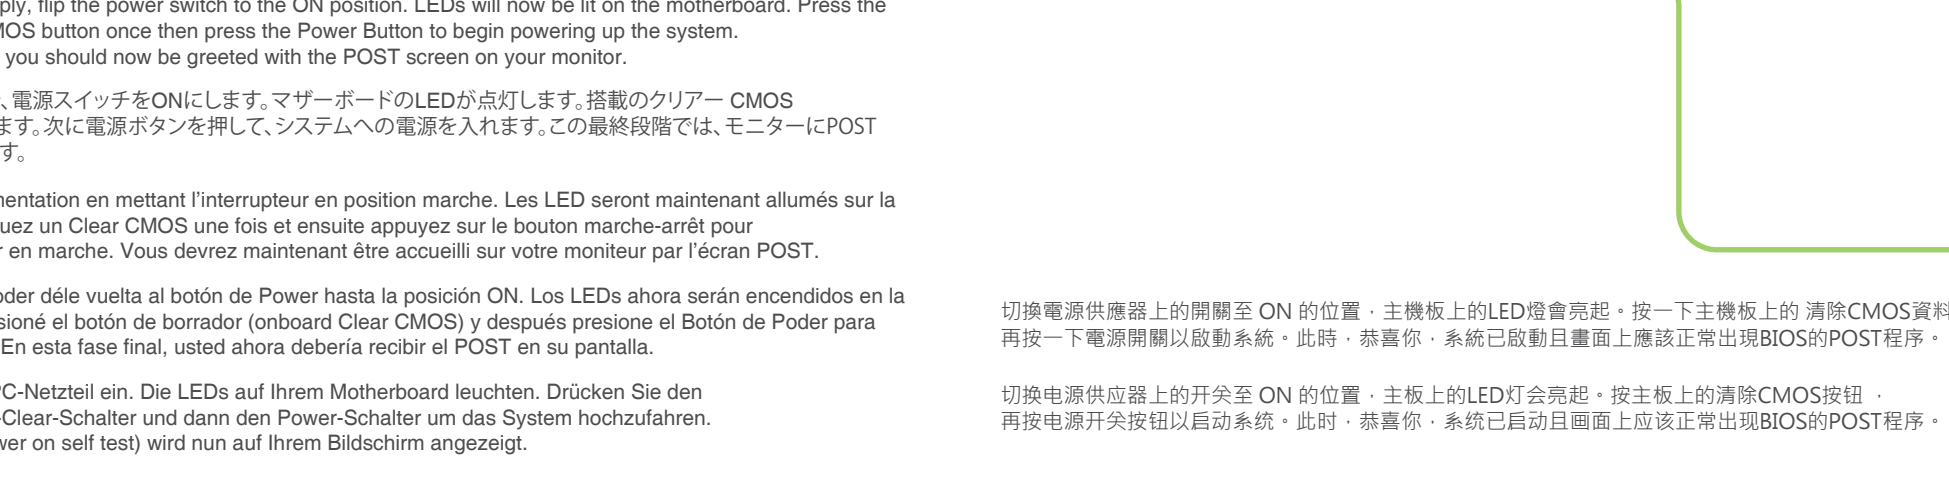 ply, flip the power switch to the ON position. LEDs will now be lit on the motherboard. Press the
MOS button once then press the Power Button to begin powering up the system.
you should now be greeted with the POST screen on your monitor.
、電源スイッチをONにします。マザーボードのLEDが点灯します。搭載のクリアー CMOS
ます。次に電源ボタンを押して、システムへの電源を入れます。この最終段階では、モニターにPOST
す。
mentation en mettant l’interrupteur en position marche. Les LED seront maintenant allumés sur la
uez un Clear CMOS une fois et ensuite appuyez sur le bouton marche-arrêt pour
r en marche. Vous devrez maintenant être accueilli sur votre moniteur par l’écran POST.
oder déle vuelta al botón de Power hasta la posición ON. Los LEDs ahora serán encendidos en la
sioné el botón de borrador (onboard Clear CMOS) y después presione el Botón de Poder para
En esta fase final, usted ahora debería recibir el POST en su pantalla.
PC-Netzteil ein. Die LEDs auf Ihrem Motherboard leuchten. Drücken Sie den
-Clear-Schalter und dann den Power-Schalter um das System hochzufahren.
wer on self test) wird nun auf Ihrem Bildschirm angezeigt.
切換電源供應器上的開關至 ON 的位置，主機板上的LED燈會亮起。按一下主機板上的 清除CMOS資料
再按一下電源開關以啟動系統。此時，恭喜你，系統已啟動且畫面上應該正常出現BIOS的POST程序。
切换电源供应器上的开关至 ON 的位置，主板上的LED灯会亮起。按主板上的清除CMOS按钮 ，
再按电源开关按钮以启动系统。此时，恭喜你，系统已启动且画面上应该正常出现BIOS的POST程序。